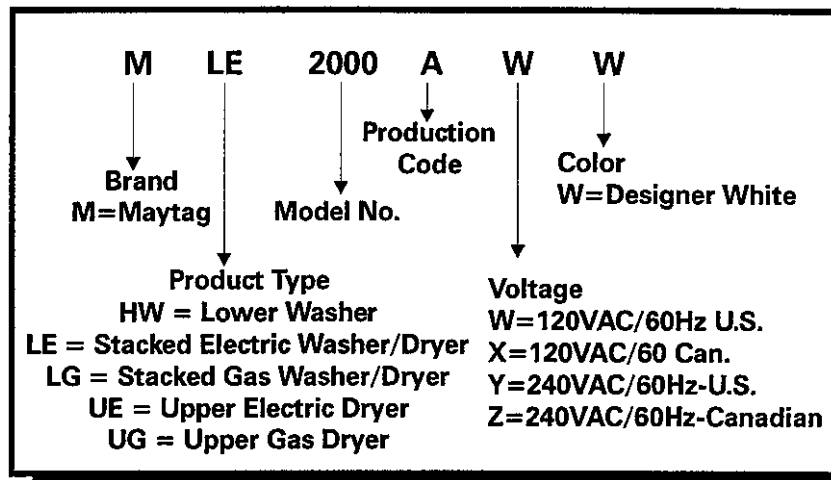 M LE 2000 A W W
Production
Code
Brand
M=Maytag
Model No.
Color
W=Designer White
Product Type
HW = Lower Washer
LE = Stacked Electric Washer/Dryer
LG = Stacked Gas Washer/Dryer
UE = Upper Electric Dryer
UG = Upper Gas Dryer
Voltage
W=120VAC/60Hz U.S.
X=120VAC/60 Can.
Y=240VAC/60Hz-U.S.
Z=240VAC/60Hz-Canadian